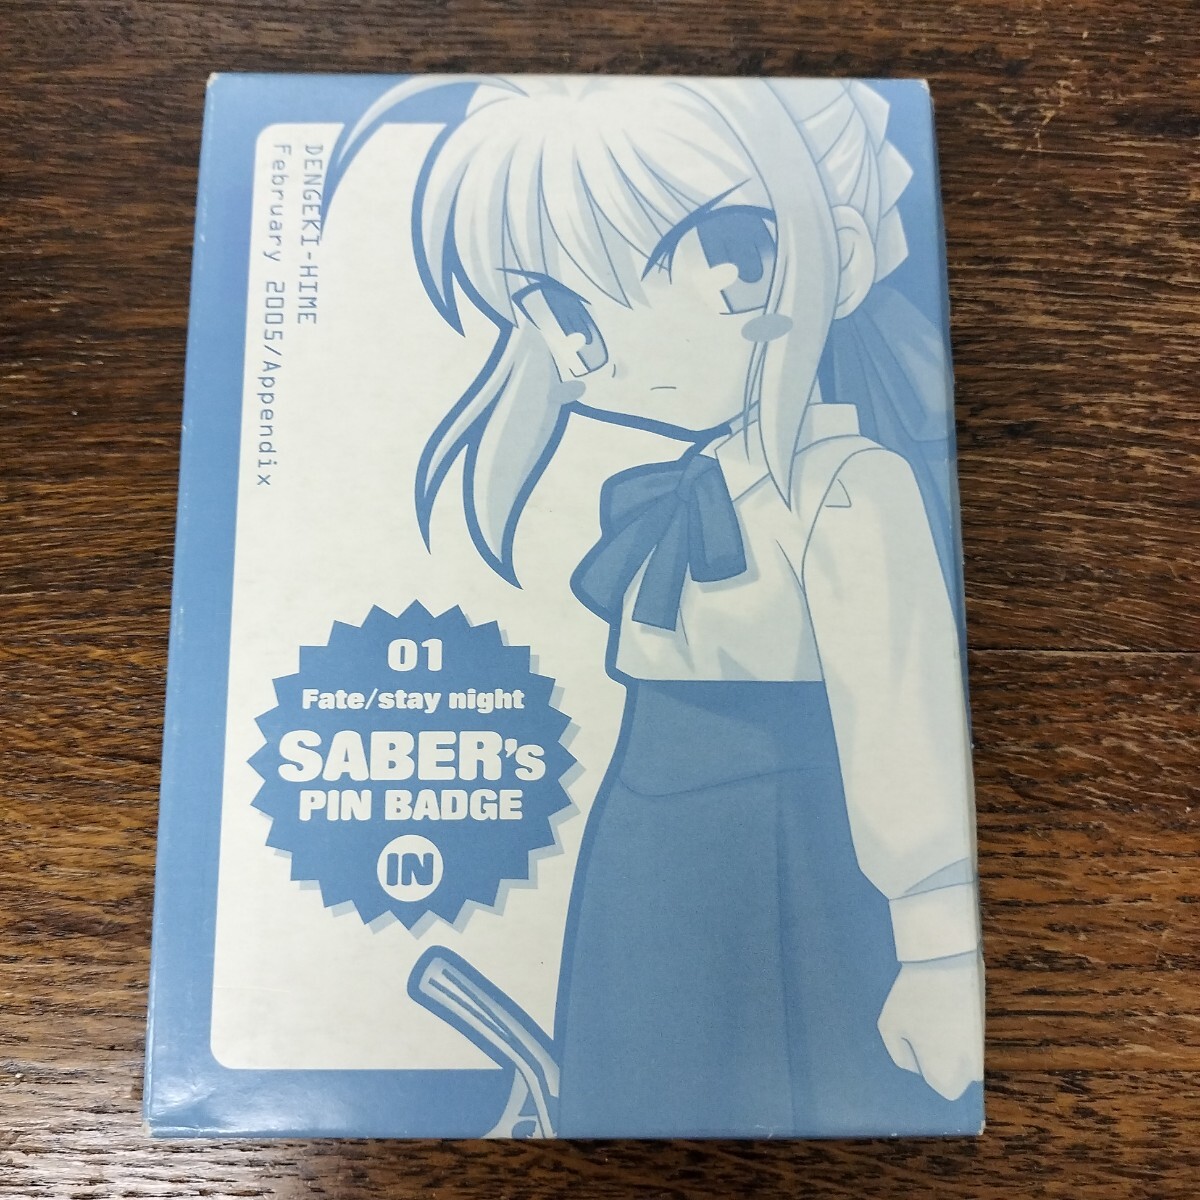 DENGEKI-HIME
February 2005/Appendix
01
Fate/stay night
SABER's
PIN BADGE
IN